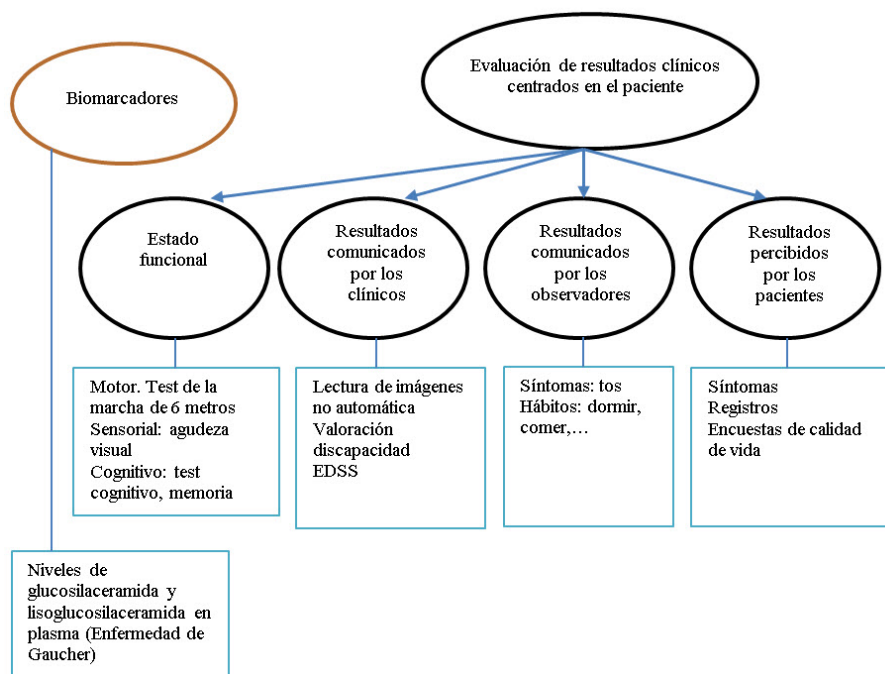 Biomarcadores
Evaluación de resultados clínicos
centrados en el paciente
Estado
funcional
Resultados
comunicados
por los
clínicos
Resultados
comunicados
por los
observadores
Resultados
percibidos
por los
pacientes
Motor. Test de la
marcha de 6 metros
Sensorial: agudeza
visual
Cognitivo: test
cognitivo, memoria
Lectura de imágenes
no automática
Valoración
discapacidad
EDSS
Síntomas: tos
Hábitos: dormir,
comer,…
Síntomas
Registros
Encuestas de calidad
de vida
Niveles de
glucosilaceramida y
lisoglucosilaceramida en
plasma (Enfermedad de
Gaucher)